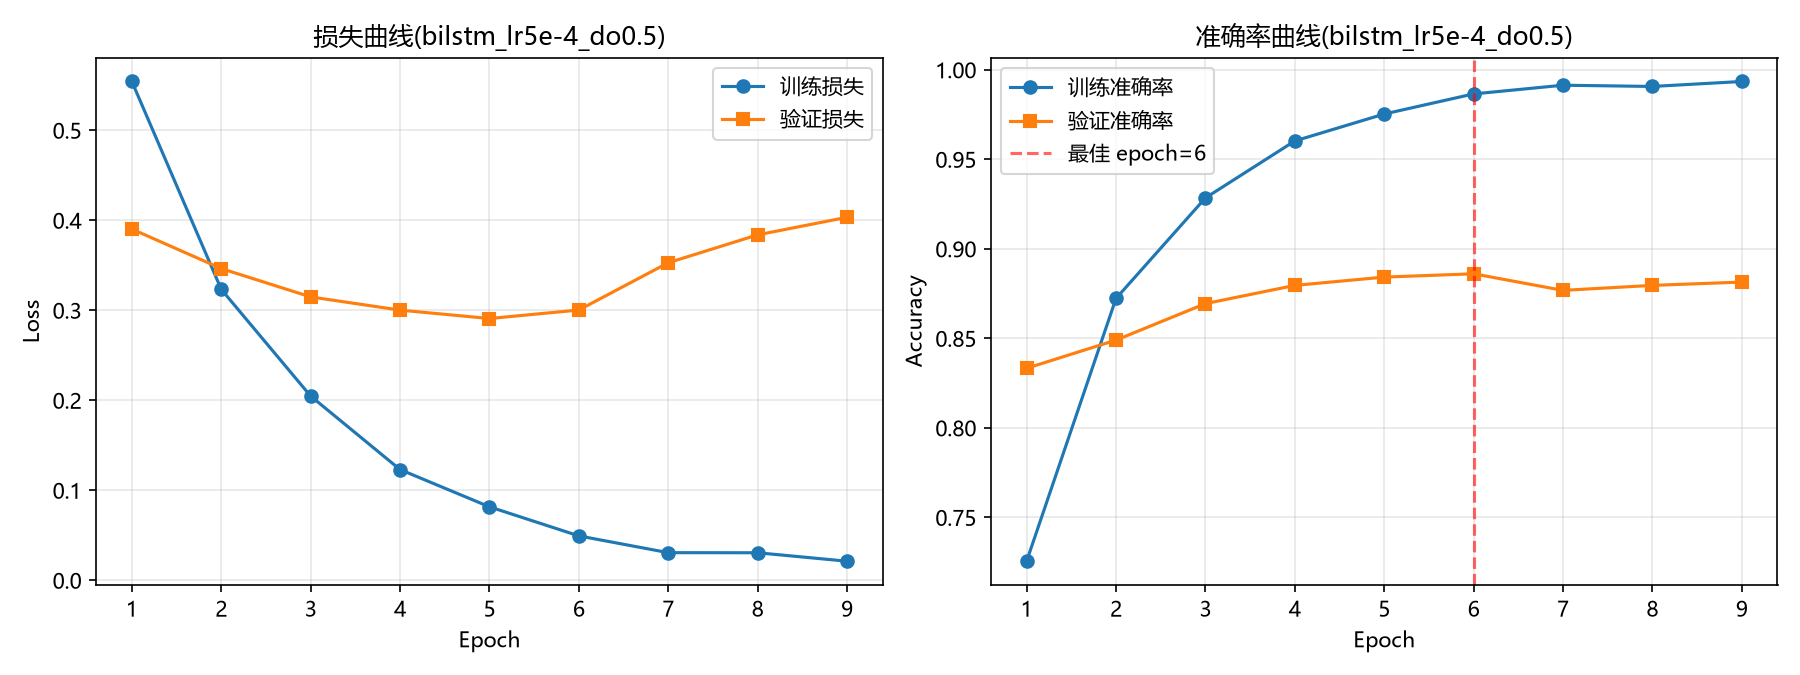 损失曲线(bilstm_lr5e-4_do0.5)
训练损失
验证损失
0.5
0.4
0.3
0.2
0.1
0.0
Loss
1 2 3 4 5 6 7 8 9
Epoch
准确率曲线(bilstm_lr5e-4_do0.5)
训练准确率
验证准确率
最佳 epoch=6
1.00
0.95
0.90
0.85
0.80
0.75
Accuracy
1 2 3 4 5 6 7 8 9
Epoch